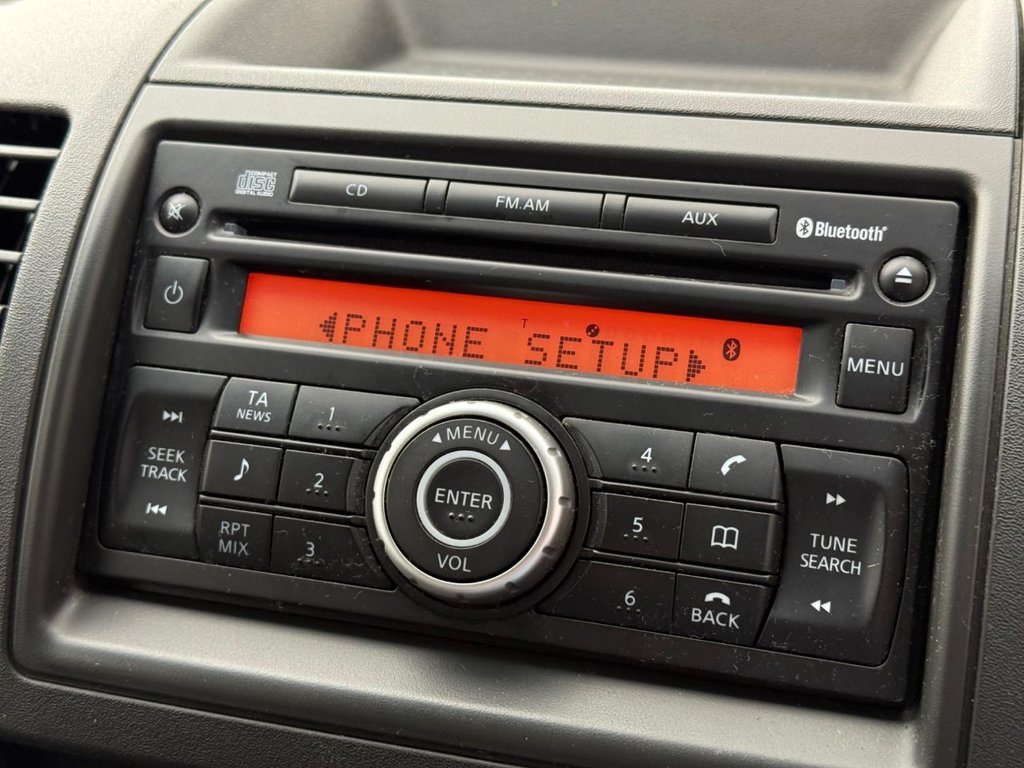 COMPACT
disc
DIGITAL AUDIO
CD
FM.AM
AUX
Bluetooth®
T
PHONE SETUP
MENU
TA
NEWS
1
2
RPT
MIX
3
SEEK
TRACK
MENU
ENTER
VOL
4
5
6
BACK
TUNE
SEARCH